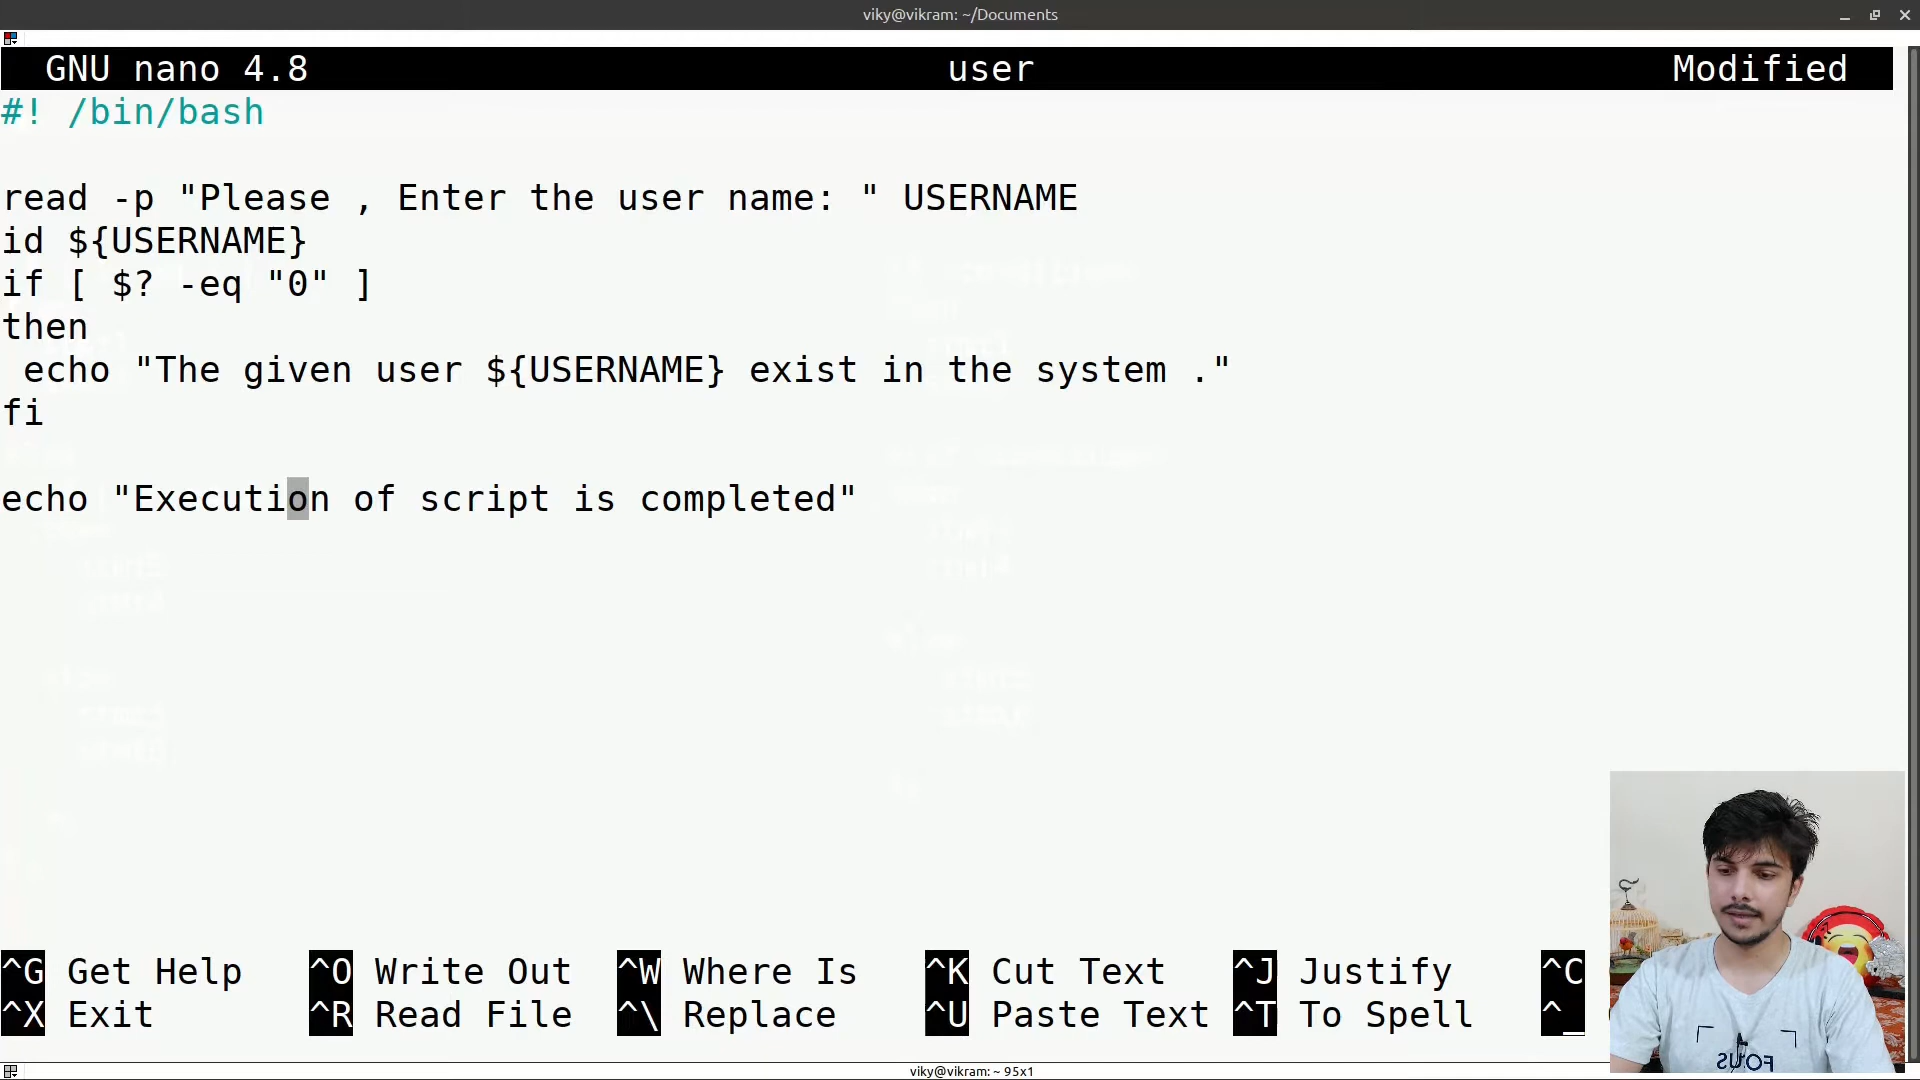 viky@vikram: ~/Documents
GNU nano 4.8 user Modified
#! /bin/bash
read -p "Please , Enter the user name: " USERNAME
id ${USERNAME}
if [ $? -eq "0" ]
then
 echo "The given user ${USERNAME} exist in the system ."
fi
echo "Execution of script is completed"
^G Get Help ^O Write Out ^W Where Is ^K Cut Text ^J Justify ^C
^X Exit ^R Read File ^\ Replace ^U Paste Text ^T To Spell ^_
viky@vikram: ~ 95x1